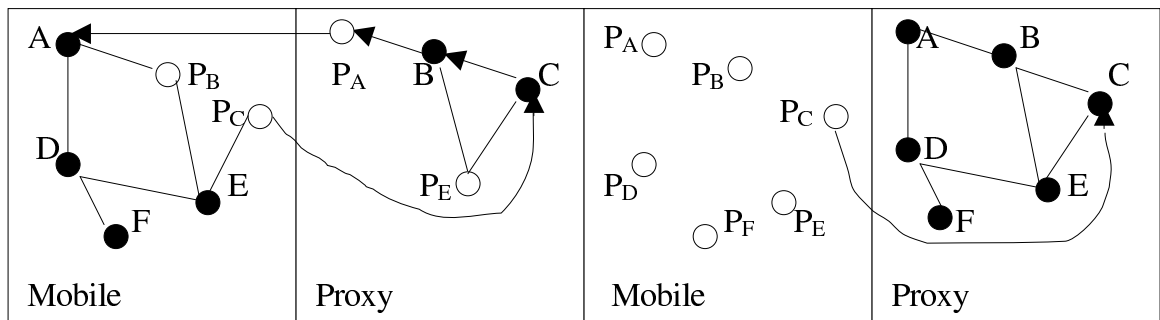 A
P_B
P_C
D
E
F
Mobile
P_A
B
C
P_E
Proxy
P_A
P_B
P_C
P_D
P_F
P_E
Mobile
A
B
C
D
E
F
Proxy